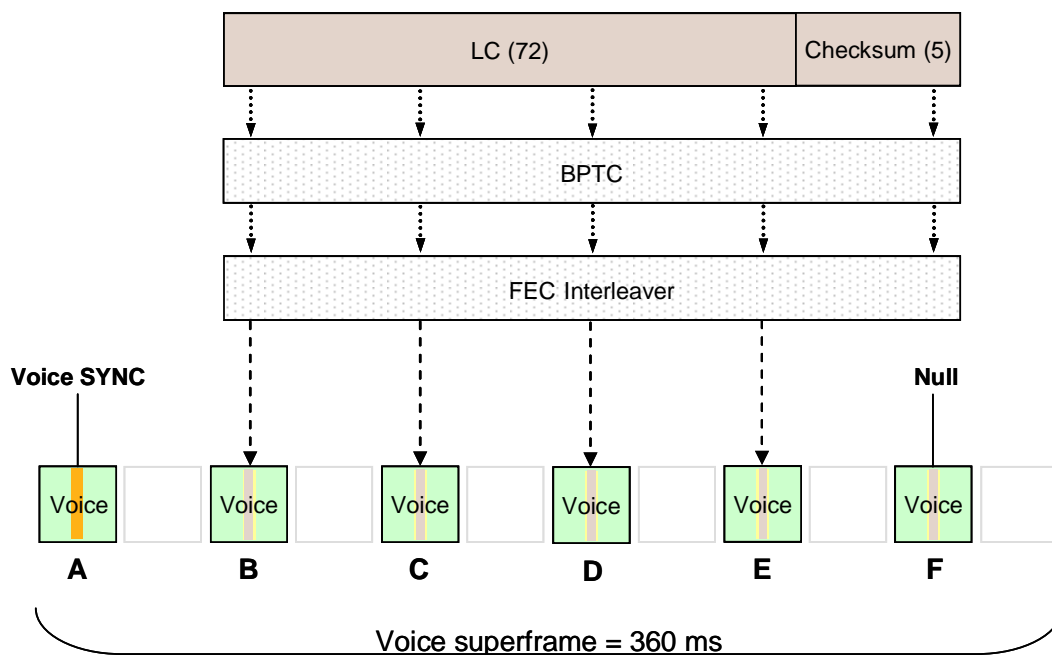 LC (72)
Checksum (5)
BPTC
FEC Interleaver
Voice SYNC
Null
Voice
Voice
Voice
Voice
Voice
Voice
A
B
C
D
E
F
Voice superframe = 360 ms